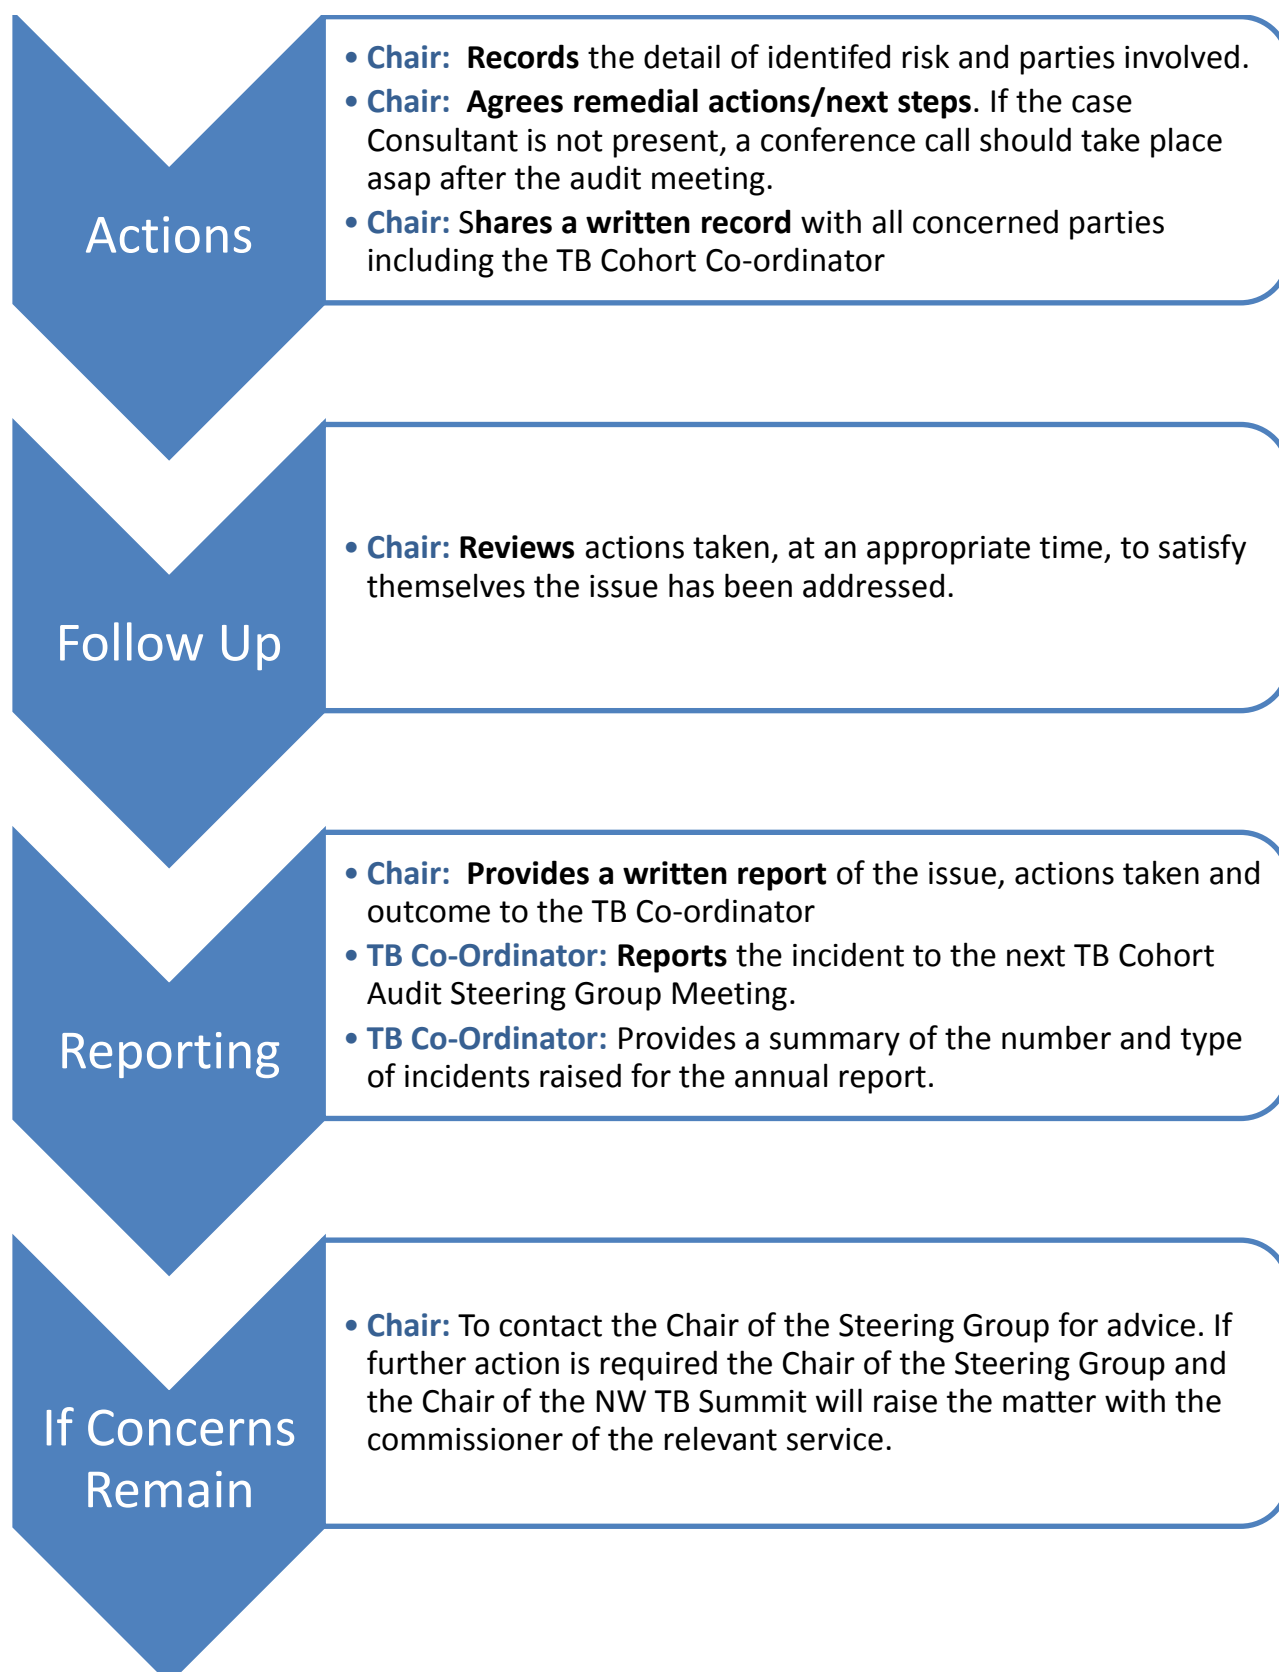 Actions
• Chair:  Records the detail of identifed risk and parties involved.
• Chair:  Agrees remedial actions/next steps. If the case
Consultant is not present, a conference call should take place
asap after the audit meeting.
• Chair: Shares a written record with all concerned parties
including the TB Cohort Co-ordinator
Follow Up
• Chair: Reviews actions taken, at an appropriate time, to satisfy
themselves the issue has been addressed.
Reporting
• Chair:  Provides a written report of the issue, actions taken and
outcome to the TB Co-ordinator
• TB Co-Ordinator: Reports the incident to the next TB Cohort
Audit Steering Group Meeting.
• TB Co-Ordinator: Provides a summary of the number and type
of incidents raised for the annual report.
If Concerns
Remain
• Chair: To contact the Chair of the Steering Group for advice. If
further action is required the Chair of the Steering Group and
the Chair of the NW TB Summit will raise the matter with the
commissioner of the relevant service.